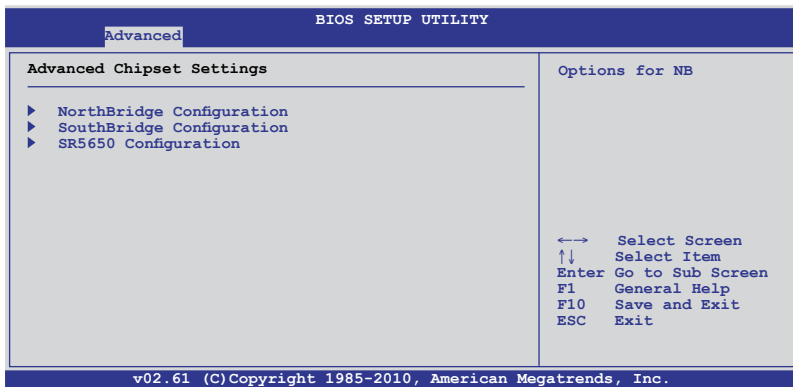 BIOS SETUP UTILITY
Advanced
Advanced Chipset Settings
NorthBridge Configuration
SouthBridge Configuration
SR5650 Configuration
Options for NB
←→ Select Screen
↑↓ Select Item
Enter Go to Sub Screen
F1 General Help
F10 Save and Exit
ESC Exit
v02.61 (C)Copyright 1985-2010, American Megatrends, Inc.